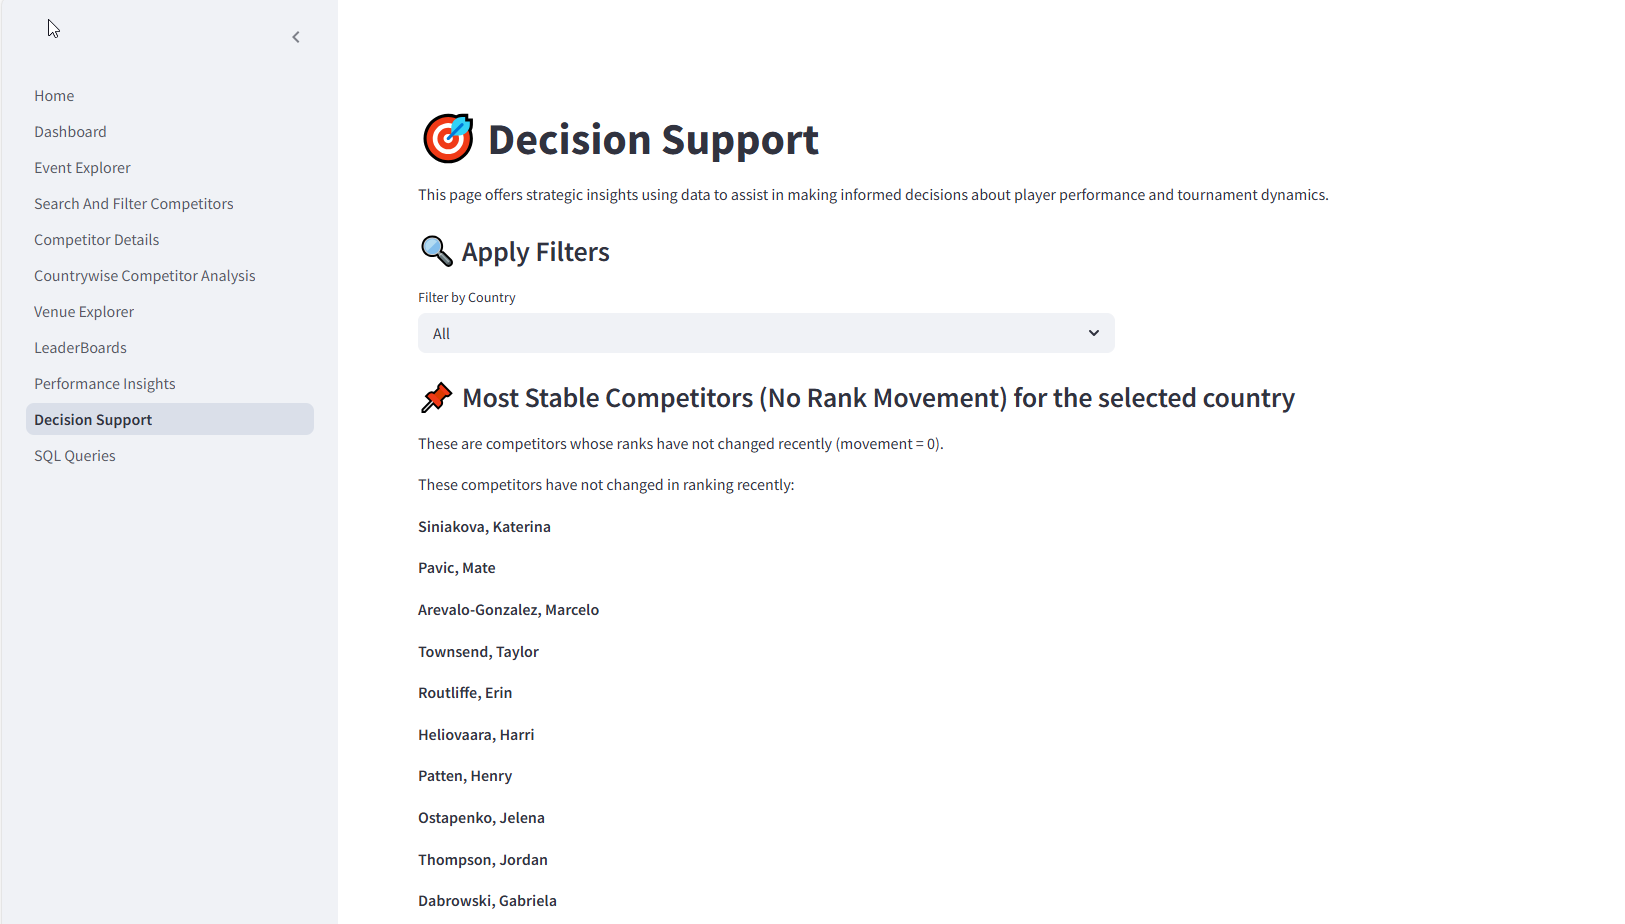 Home
Dashboard
Event Explorer
Search And Filter Competitors
Competitor Details
Countrywise Competitor Analysis
Venue Explorer
LeaderBoards
Performance Insights
Decision Support
SQL Queries
Decision Support
This page offers strategic insights using data to assist in making informed decisions about player performance and tournament dynamics.
Apply Filters
Filter by Country
All
Most Stable Competitors (No Rank Movement) for the selected country
These are competitors whose ranks have not changed recently (movement = 0).
These competitors have not changed in ranking recently:
Siniakova, Katerina
Pavic, Mate
Arevalo-Gonzalez, Marcelo
Townsend, Taylor
Routliffe, Erin
Heliovaara, Harri
Patten, Henry
Ostapenko, Jelena
Thompson, Jordan
Dabrowski, Gabriela